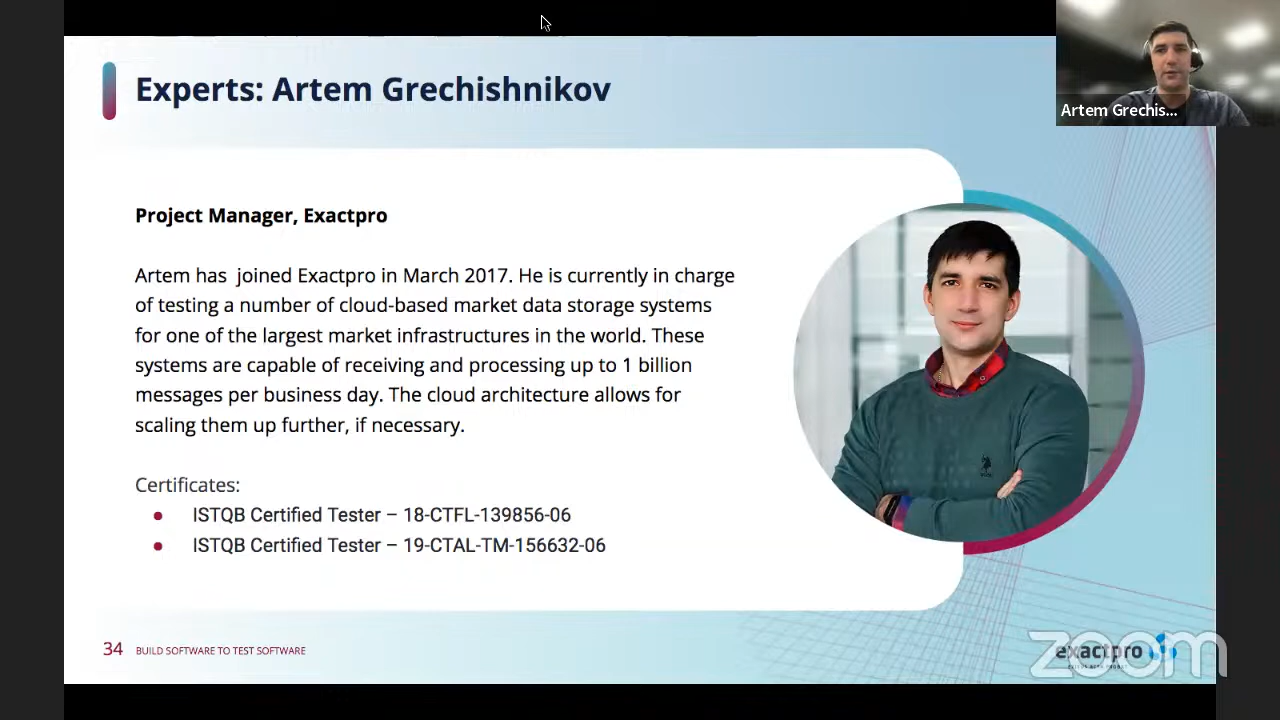 Experts: Artem Grechishnikov
Artem Grechis...
Project Manager, Exactpro
Artem has  joined Exactpro in March 2017. He is currently in charge
of testing a number of cloud-based market data storage systems
for one of the largest market infrastructures in the world. These
systems are capable of receiving and processing up to 1 billion
messages per business day. The cloud architecture allows for
scaling them up further, if necessary.
Certificates:
● ISTQB Certified Tester – 18-CTFL-139856-06
● ISTQB Certified Tester – 19-CTAL-TM-156632-06
34 BUILD SOFTWARE TO TEST SOFTWARE
exactpro
zoom